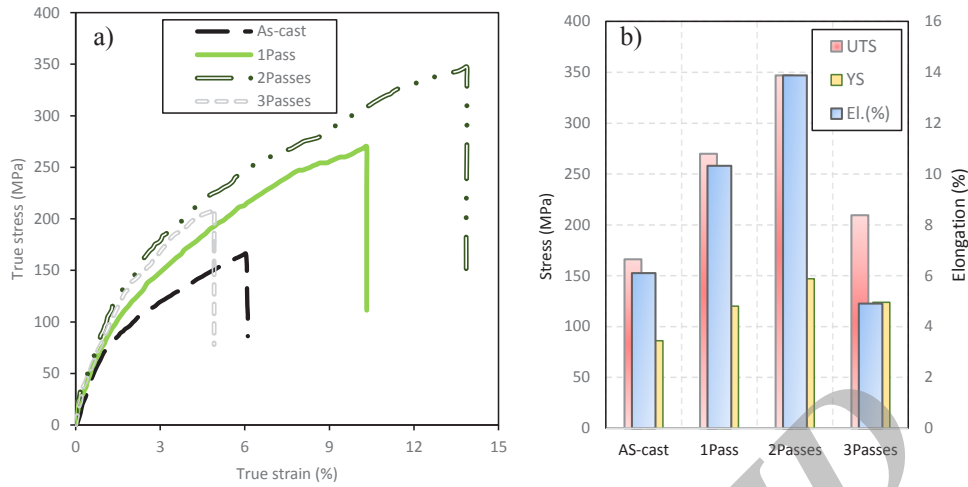 a)
As-cast
1Pass
2Passes
3Passes
True stress (MPa)
400
350
300
250
200
150
100
50
0
0 3 6 9 12 15
True strain (%)
b)
UTS
YS
El.(%)
Stress (MPa)
400
350
300
250
200
150
100
50
0
Elongation (%)
16
14
12
10
8
6
4
2
0
AS-cast 1Pass 2Passes 3Passes